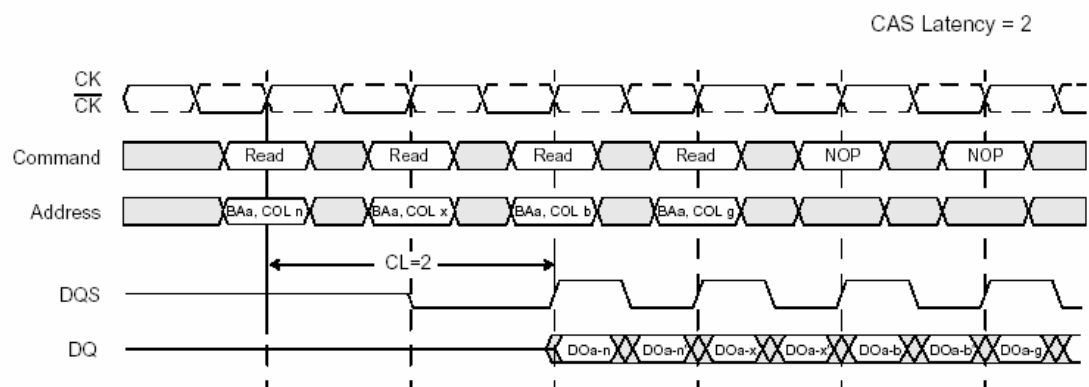 CAS Latency = 2
CK
CK
Command Read Read Read Read NOP NOP
Address BAa, COL n BAa, COL x BAa, COL b BAa, COL g
CL=2
DQS
DQ DOa-n DOa-n' DOa-x DOa-x' DOa-b DOa-b' DOa-g